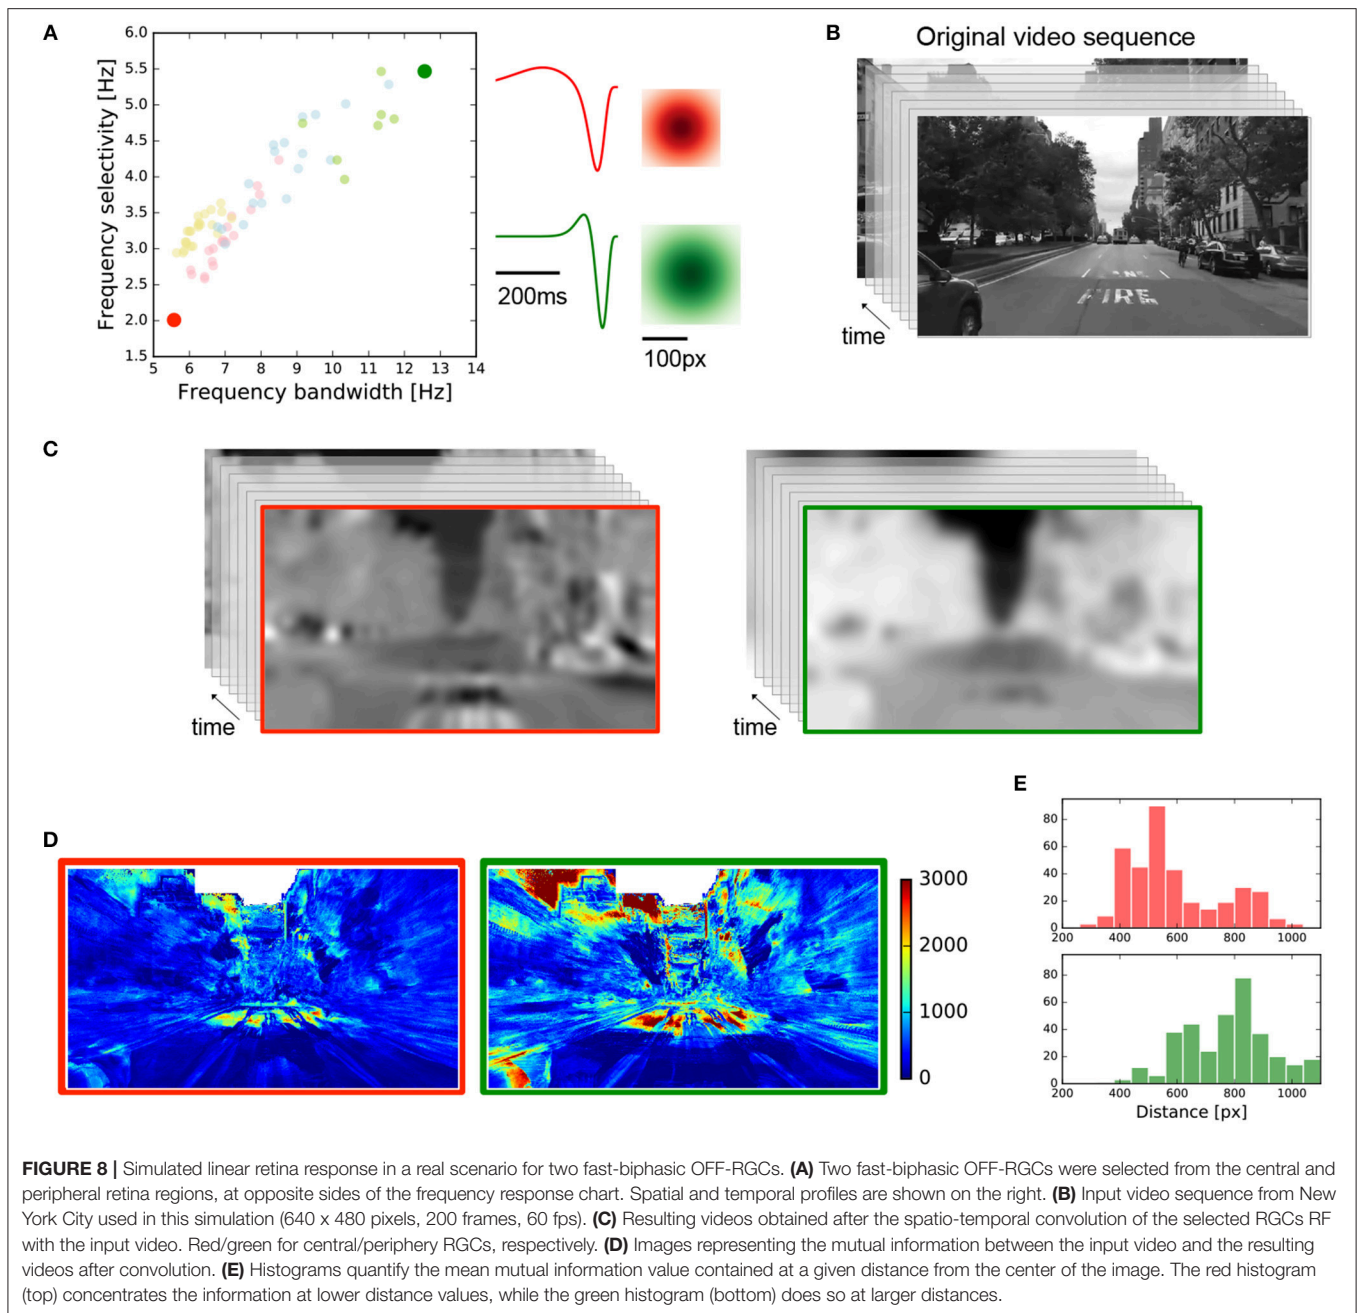 A
6.0
5.5
5.0
4.5
4.0
3.5
3.0
2.5
2.0
1.5
Frequency selectivity [Hz]
5 6 7 8 9 10 11 12 13 14
Frequency bandwidth [Hz]
200ms
100px
B
Original video sequence
FIRE
time
C
time
time
D
3000
2000
1000
0
E
80
60
40
20
0
200 400 600 800 1000
80
60
40
20
0
200 400 600 800 1000
Distance [px]
FIGURE 8 | Simulated linear retina response in a real scenario for two fast-biphasic OFF-RGCs. (A) Two fast-biphasic OFF-RGCs were selected from the central and
peripheral retina regions, at opposite sides of the frequency response chart. Spatial and temporal profiles are shown on the right. (B) Input video sequence from New
York City used in this simulation (640 x 480 pixels, 200 frames, 60 fps). (C) Resulting videos obtained after the spatio-temporal convolution of the selected RGCs RF
with the input video. Red/green for central/periphery RGCs, respectively. (D) Images representing the mutual information between the input video and the resulting
videos after convolution. (E) Histograms quantify the mean mutual information value contained at a given distance from the center of the image. The red histogram
(top) concentrates the information at lower distance values, while the green histogram (bottom) does so at larger distances.